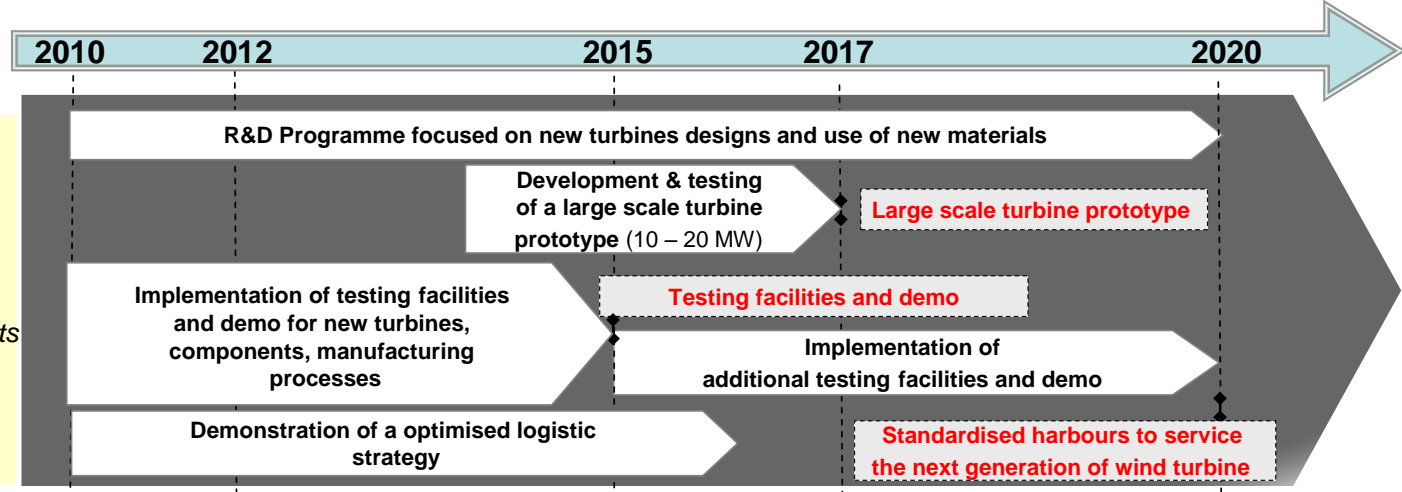 2010 2012 2015 2017 2020
R&D Programme focused on new turbines designs and use of new materials
Development & testing
of a large scale turbine
prototype (10 – 20 MW)
Large scale turbine prototype
Implementation of testing facilities
and demo for new turbines,
components, manufacturing
processes
ts
Testing facilities and demo
Implementation of
additional testing facilities and demo
Demonstration of a optimised logistic
strategy
Standardised harbours to service
the next generation of wind turbine